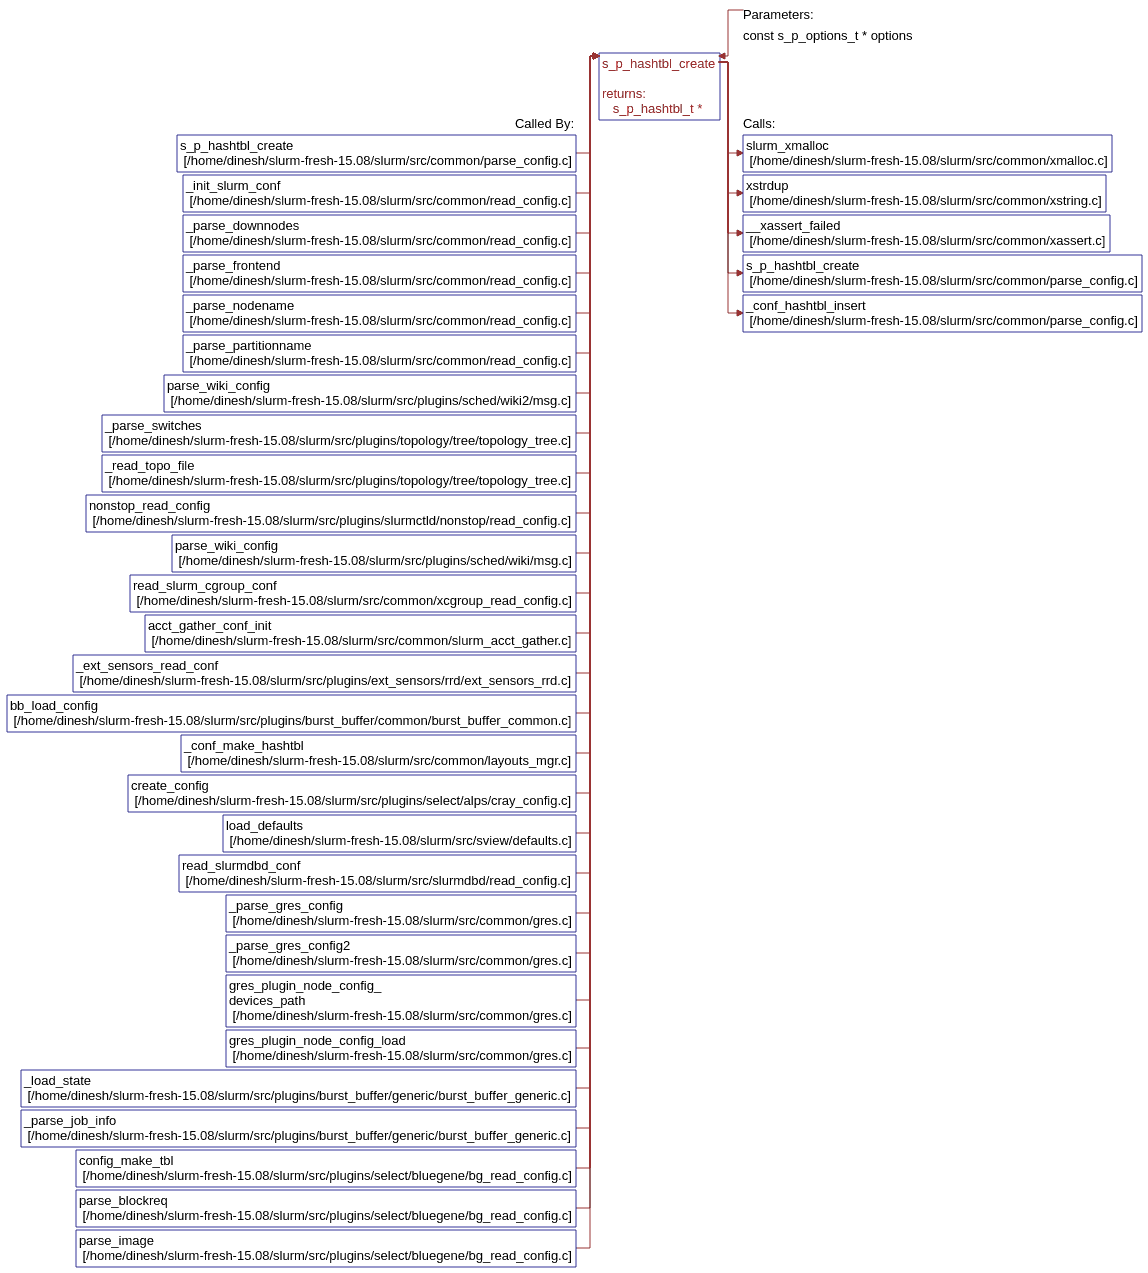 Parameters:
const s_p_options_t * options
s_p_hashtbl_create
returns:
s_p_hashtbl_t *
Called By:
s_p_hashtbl_create
[/home/dinesh/slurm-fresh-15.08/slurm/src/common/parse_config.c]
_init_slurm_conf
[/home/dinesh/slurm-fresh-15.08/slurm/src/common/read_config.c]
_parse_downnodes
[/home/dinesh/slurm-fresh-15.08/slurm/src/common/read_config.c]
_parse_frontend
[/home/dinesh/slurm-fresh-15.08/slurm/src/common/read_config.c]
_parse_nodename
[/home/dinesh/slurm-fresh-15.08/slurm/src/common/read_config.c]
_parse_partitionname
[/home/dinesh/slurm-fresh-15.08/slurm/src/common/read_config.c]
parse_wiki_config
[/home/dinesh/slurm-fresh-15.08/slurm/src/plugins/sched/wiki2/msg.c]
_parse_switches
[/home/dinesh/slurm-fresh-15.08/slurm/src/plugins/topology/tree/topology_tree.c]
_read_topo_file
[/home/dinesh/slurm-fresh-15.08/slurm/src/plugins/topology/tree/topology_tree.c]
nonstop_read_config
[/home/dinesh/slurm-fresh-15.08/slurm/src/plugins/slurmctld/nonstop/read_config.c]
parse_wiki_config
[/home/dinesh/slurm-fresh-15.08/slurm/src/plugins/sched/wiki/msg.c]
read_slurm_cgroup_conf
[/home/dinesh/slurm-fresh-15.08/slurm/src/common/xcgroup_read_config.c]
acct_gather_conf_init
[/home/dinesh/slurm-fresh-15.08/slurm/src/common/slurm_acct_gather.c]
_ext_sensors_read_conf
[/home/dinesh/slurm-fresh-15.08/slurm/src/plugins/ext_sensors/rrd/ext_sensors_rrd.c]
bb_load_config
[/home/dinesh/slurm-fresh-15.08/slurm/src/plugins/burst_buffer/common/burst_buffer_common.c]
_conf_make_hashtbl
[/home/dinesh/slurm-fresh-15.08/slurm/src/common/layouts_mgr.c]
create_config
[/home/dinesh/slurm-fresh-15.08/slurm/src/plugins/select/alps/cray_config.c]
load_defaults
[/home/dinesh/slurm-fresh-15.08/slurm/src/sview/defaults.c]
read_slurmdbd_conf
[/home/dinesh/slurm-fresh-15.08/slurm/src/slurmdbd/read_config.c]
_parse_gres_config
[/home/dinesh/slurm-fresh-15.08/slurm/src/common/gres.c]
_parse_gres_config2
[/home/dinesh/slurm-fresh-15.08/slurm/src/common/gres.c]
gres_plugin_node_config_
devices_path
[/home/dinesh/slurm-fresh-15.08/slurm/src/common/gres.c]
gres_plugin_node_config_load
[/home/dinesh/slurm-fresh-15.08/slurm/src/common/gres.c]
_load_state
[/home/dinesh/slurm-fresh-15.08/slurm/src/plugins/burst_buffer/generic/burst_buffer_generic.c]
_parse_job_info
[/home/dinesh/slurm-fresh-15.08/slurm/src/plugins/burst_buffer/generic/burst_buffer_generic.c]
config_make_tbl
[/home/dinesh/slurm-fresh-15.08/slurm/src/plugins/select/bluegene/bg_read_config.c]
parse_blockreq
[/home/dinesh/slurm-fresh-15.08/slurm/src/plugins/select/bluegene/bg_read_config.c]
parse_image
[/home/dinesh/slurm-fresh-15.08/slurm/src/plugins/select/bluegene/bg_read_config.c]
Calls:
slurm_xmalloc
[/home/dinesh/slurm-fresh-15.08/slurm/src/common/xmalloc.c]
xstrdup
[/home/dinesh/slurm-fresh-15.08/slurm/src/common/xstring.c]
__xassert_failed
[/home/dinesh/slurm-fresh-15.08/slurm/src/common/xassert.c]
s_p_hashtbl_create
[/home/dinesh/slurm-fresh-15.08/slurm/src/common/parse_config.c]
_conf_hashtbl_insert
[/home/dinesh/slurm-fresh-15.08/slurm/src/common/parse_config.c]